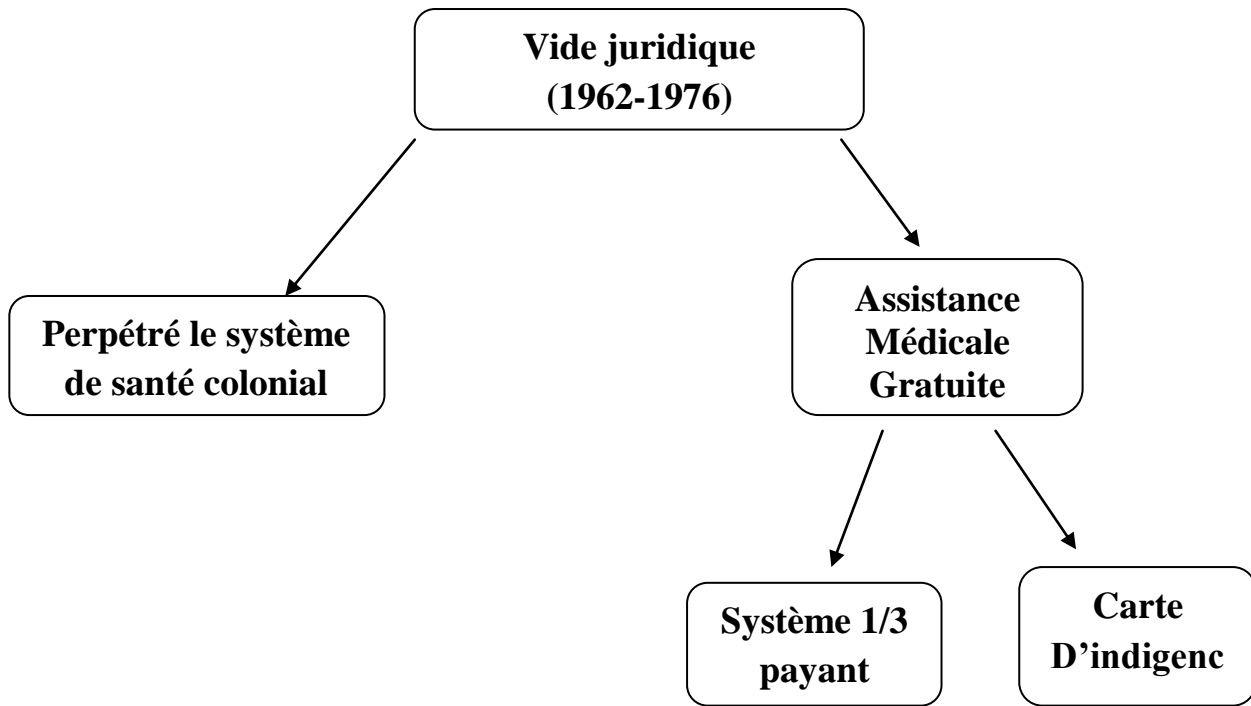 Vide juridique
(1962-1976)
Perpétré le système
de santé colonial
Assistance
Médicale
Gratuite
Système 1/3
payant
Carte
D’indigenc